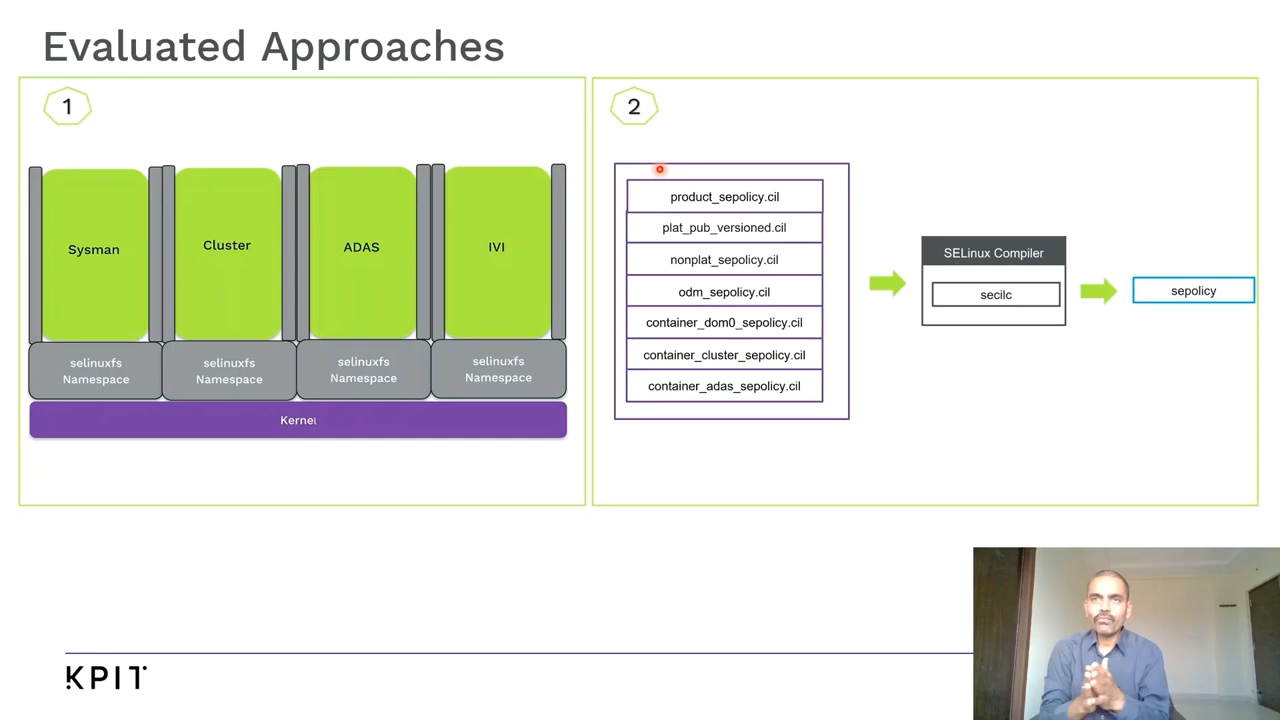 Evaluated Approaches
1
Sysman
Cluster
ADAS
IVI
selinuxfs
Namespace
selinuxfs
Namespace
selinuxfs
Namespace
selinuxfs
Namespace
Kernel
2
product_sepolicy.cil
plat_pub_versioned.cil
nonplat_sepolicy.cil
odm_sepolicy.cil
container_dom0_sepolicy.cil
container_cluster_sepolicy.cil
container_adas_sepolicy.cil
SELinux Compiler
secilc
sepolicy
KPIT